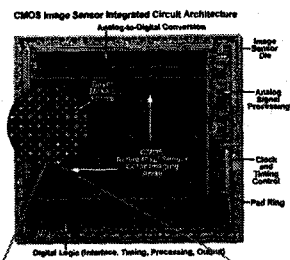 CMOS Image Sensor Integrated Circuit Architecture
Analog-to-Digital Conversion
Image
Sensor
Die
Analog
Signal
Processing
Clock
and
Timing
Control
Pad Ring
Array
Digital Logic (Interface, Timing, Processing, Output)